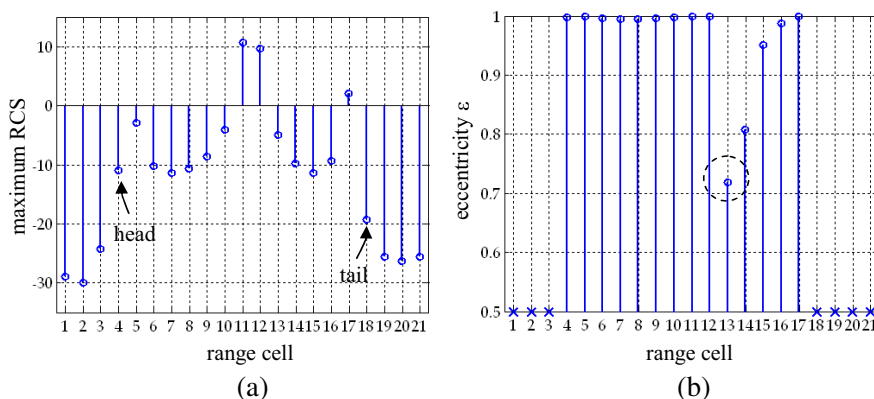 10
0
-10
-20
-30
maximum RCS
head
tail
1 2 3 4 5 6 7 8 9 10 11 12 13 14 15 16 17 18 19 20 21
range cell
(a)
1
0.9
0.8
0.7
0.6
0.5
eccentricity ε
1 2 3 4 5 6 7 8 9 10 11 12 13 14 15 16 17 18 19 20 21
range cell
(b)